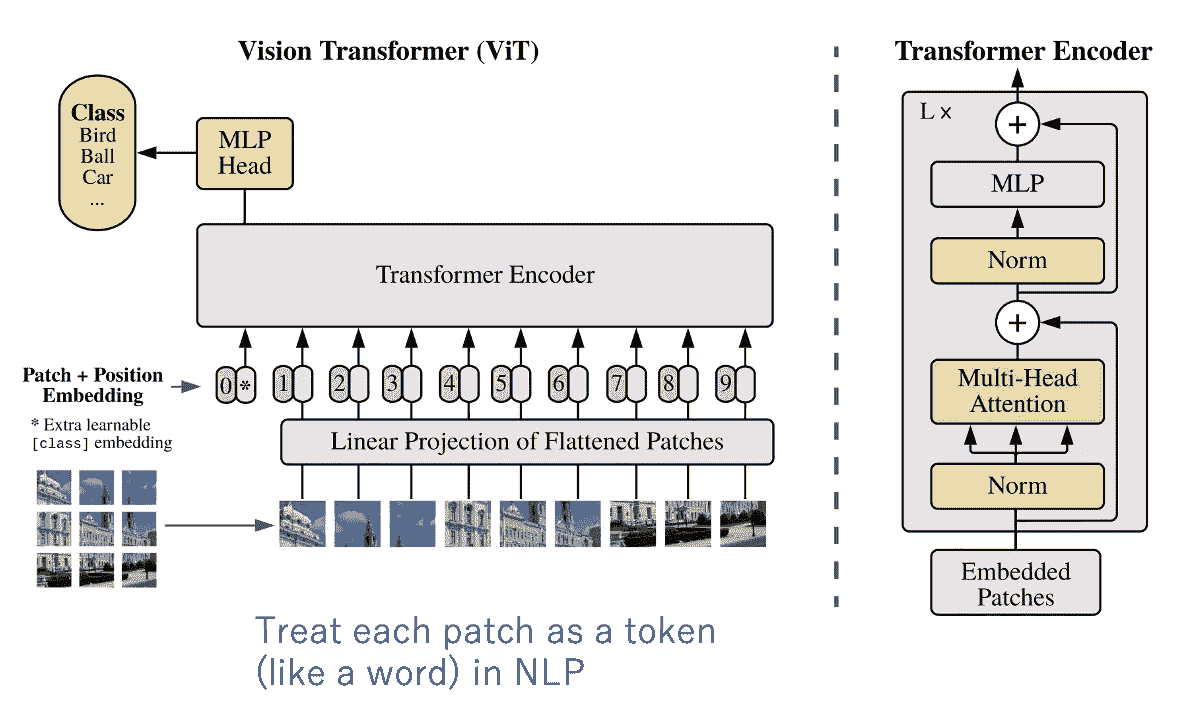 Vision Transformer (ViT)
Class
Bird
Ball
Car
...
MLP
Head
Transformer Encoder
Patch + Position
Embedding
0 * 1 2 3 4 5 6 7 8 9
* Extra learnable
[class] embedding
Linear Projection of Flattened Patches
Treat each patch as a token
(like a word) in NLP
Transformer Encoder
L ×
+
MLP
Norm
+
Multi-Head
Attention
Norm
Embedded
Patches